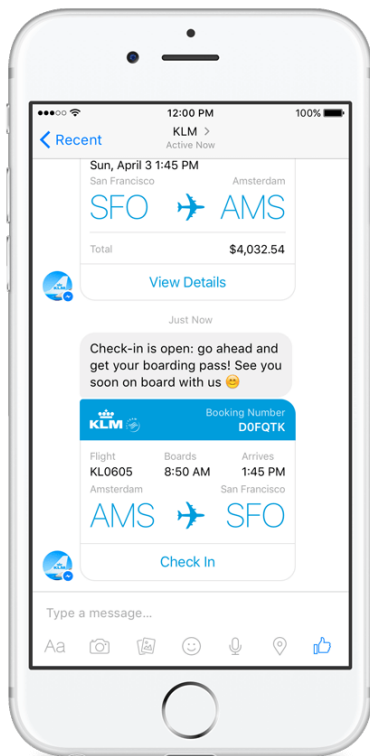 12:00 PM
100%
Recent
KLM >
Active Now
Sun, April 3 1:45 PM
San Francisco Amsterdam
SFO AMS
Total $4,032.54
View Details
Just Now
Check-in is open: go ahead and
get your boarding pass! See you
soon on board with us 😊
KLM
Booking Number
D0FQTK
Flight Boards Arrives
KL0605 8:50 AM 1:45 PM
Amsterdam San Francisco
AMS SFO
Check In
Type a message...
Aa